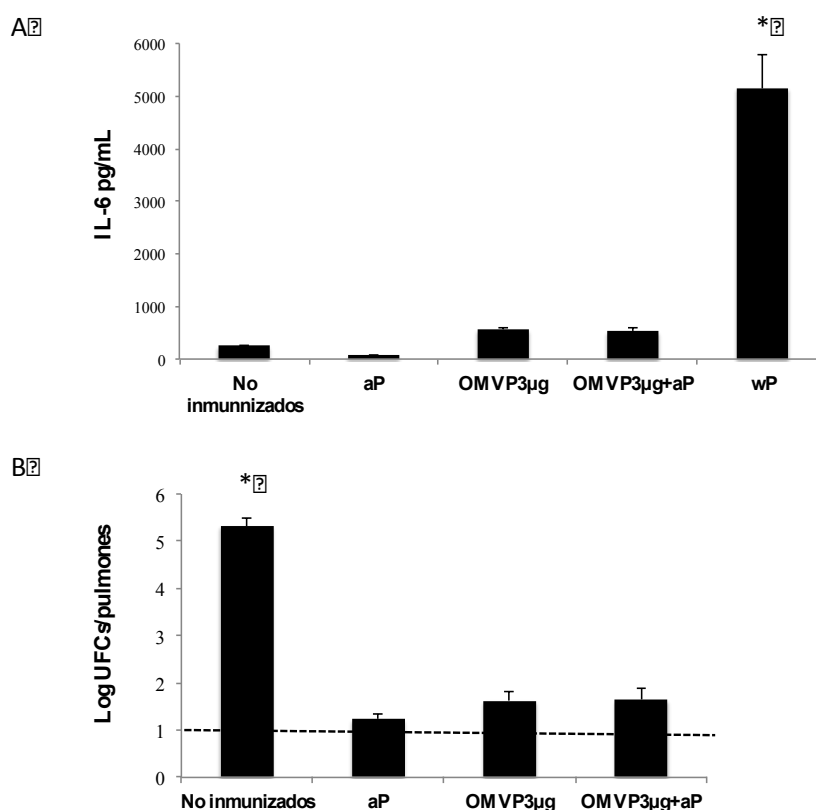 A
*
6000
5000
4000
3000
2000
1000
0
IL-6 pg/mL
No inmunnizados
aP
OMVP3µg
OMVP3µg+aP
wP
B
*
6
5
4
3
2
1
0
Log UFCs/pulmones
No inmunizados
aP
OMVP3µg
OMVP3µg+aP